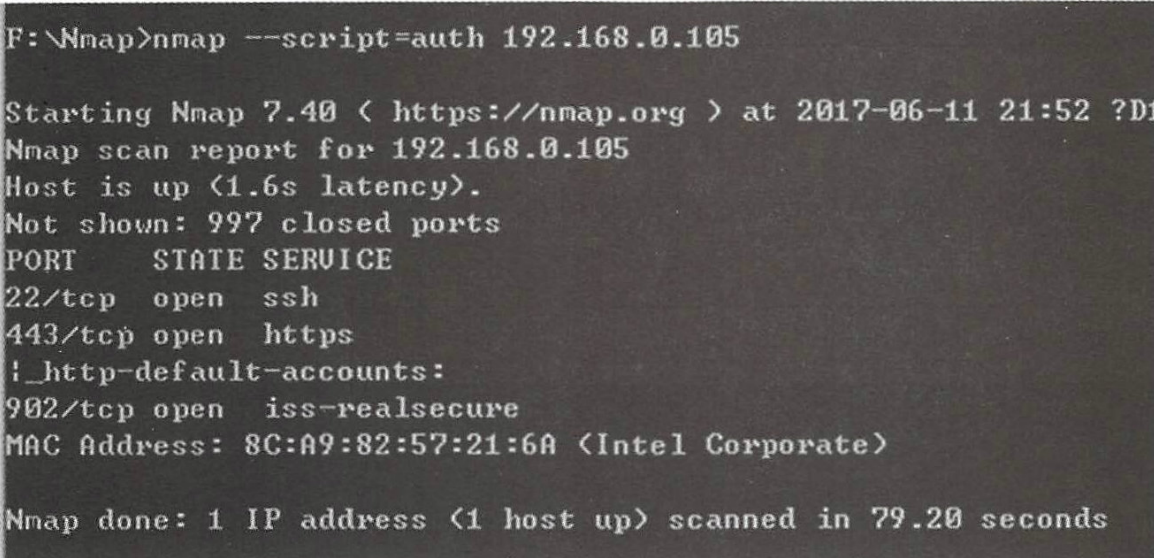 F:\Nmap>nmap --script=auth 192.168.0.105
Starting Nmap 7.40 ( https://nmap.org ) at 2017-06-11 21:52 ?D1
Nmap scan report for 192.168.0.105
Host is up (1.6s latency).
Not shown: 997 closed ports
PORT    STATE SERVICE
22/tcp  open  ssh
443/tcp open  https
|_http-default-accounts:
902/tcp open  iss-realsecure
MAC Address: 8C:A9:82:57:21:6A (Intel Corporate)
Nmap done: 1 IP address (1 host up) scanned in 79.20 seconds